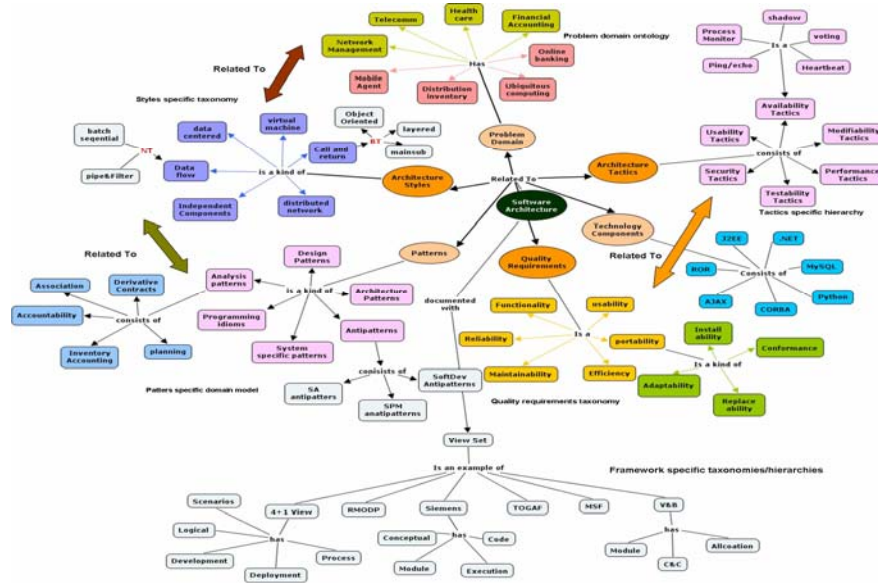 Telecomm
Health
care
Financial
Accounting
Network
Management
Problem domain ontology
Has
Online
banking
Mobile
Agent
Distribution
inventory
Ubiquitous
computing
Related To
Problem
Domain
shadow
Process
Monitor
voting
Is a
Ping/echo
Heartbeat
Availability
Tactics
Usability
Tactics
Modifiability
Tactics
consists of
Security
Tactics
Performance
Tactics
Testability
Tactics
Tactics specific hierarchy
Architecture
Tactics
Styles specific taxonomy
batch
seqential
NT
pipe&Filter
data
centered
virtual
machine
Object
Oriented
layered
RT
mainsub
Call and
return
Data
flow
is a kind of
Independent
Components
distributed
network
Architecture
Styles
Related To
Software
Architecture
Technology
Components
Related To
Patterns
Quality
Requirements
Related To
J2EE
.NET
ROR
MySQL
Consists of
AJAX
Python
CORBA
Design
Patterns
Analysis
patterns
is a kind of
Architecture
Patterns
Programming
idioms
Antipatterns
System
specific patterns
Association
Derivative
Contracts
Accountability
consists of
Inventory
Accounting
planning
Patters specific domain model
conisists of
SA
antipatters
SPM
anatipatterns
SoftDev
Antipatterns
documented
with
Functionality
usability
Reliability
Is a
portability
Maintainability
Efficiency
Quality requirements taxonomy
Install
ability
Conformance
Is a kind of
Adaptability
Replace
ability
View Set
Is an example of
Framework specific taxonomies/hierarchies
4+1 View
RMODP
Siemens
TOGAF
MSF
V&B
Scenarios
Logical
has
Development
Process
Deployment
Conceptual
Code
has
Module
Execution
has
Module
Allcoation
C&C